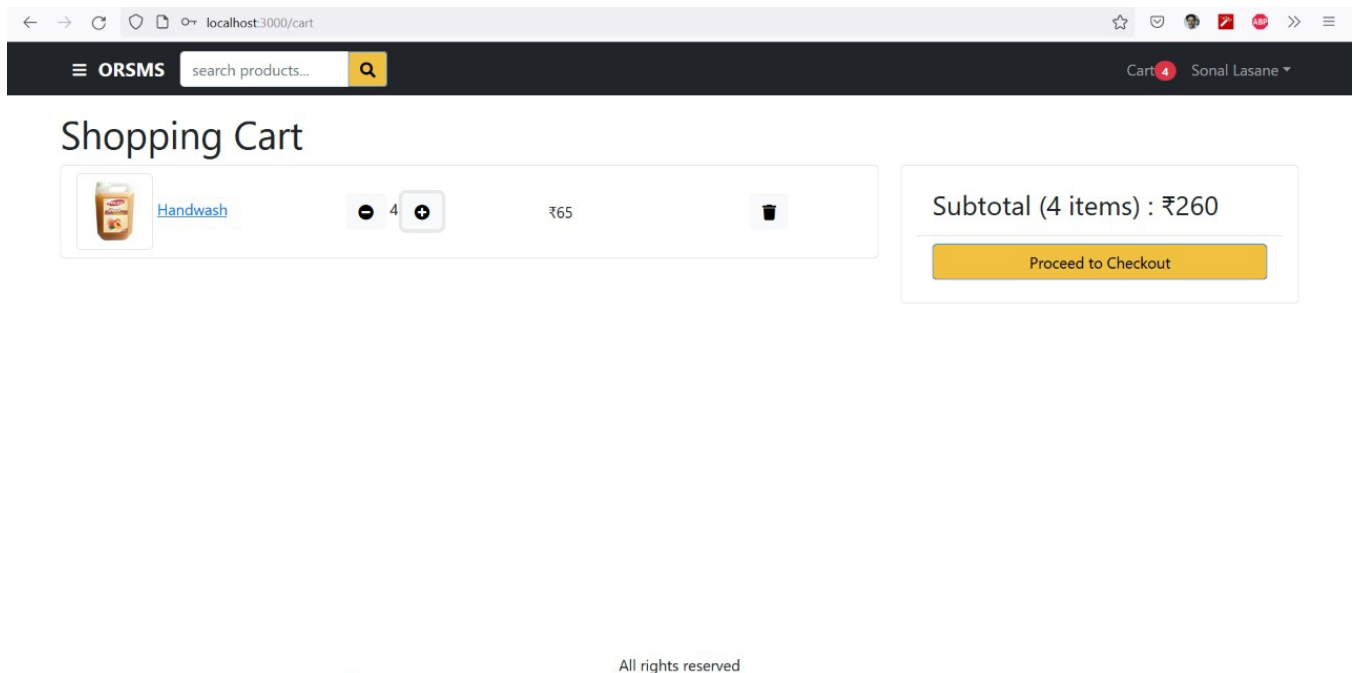 localhost:3000/cart
ABP
ORSMS search products... Cart 4 Sonal Lasane
Shopping Cart
Handwash 4 ₹65
Subtotal (4 items) : ₹260
Proceed to Checkout
All rights reserved